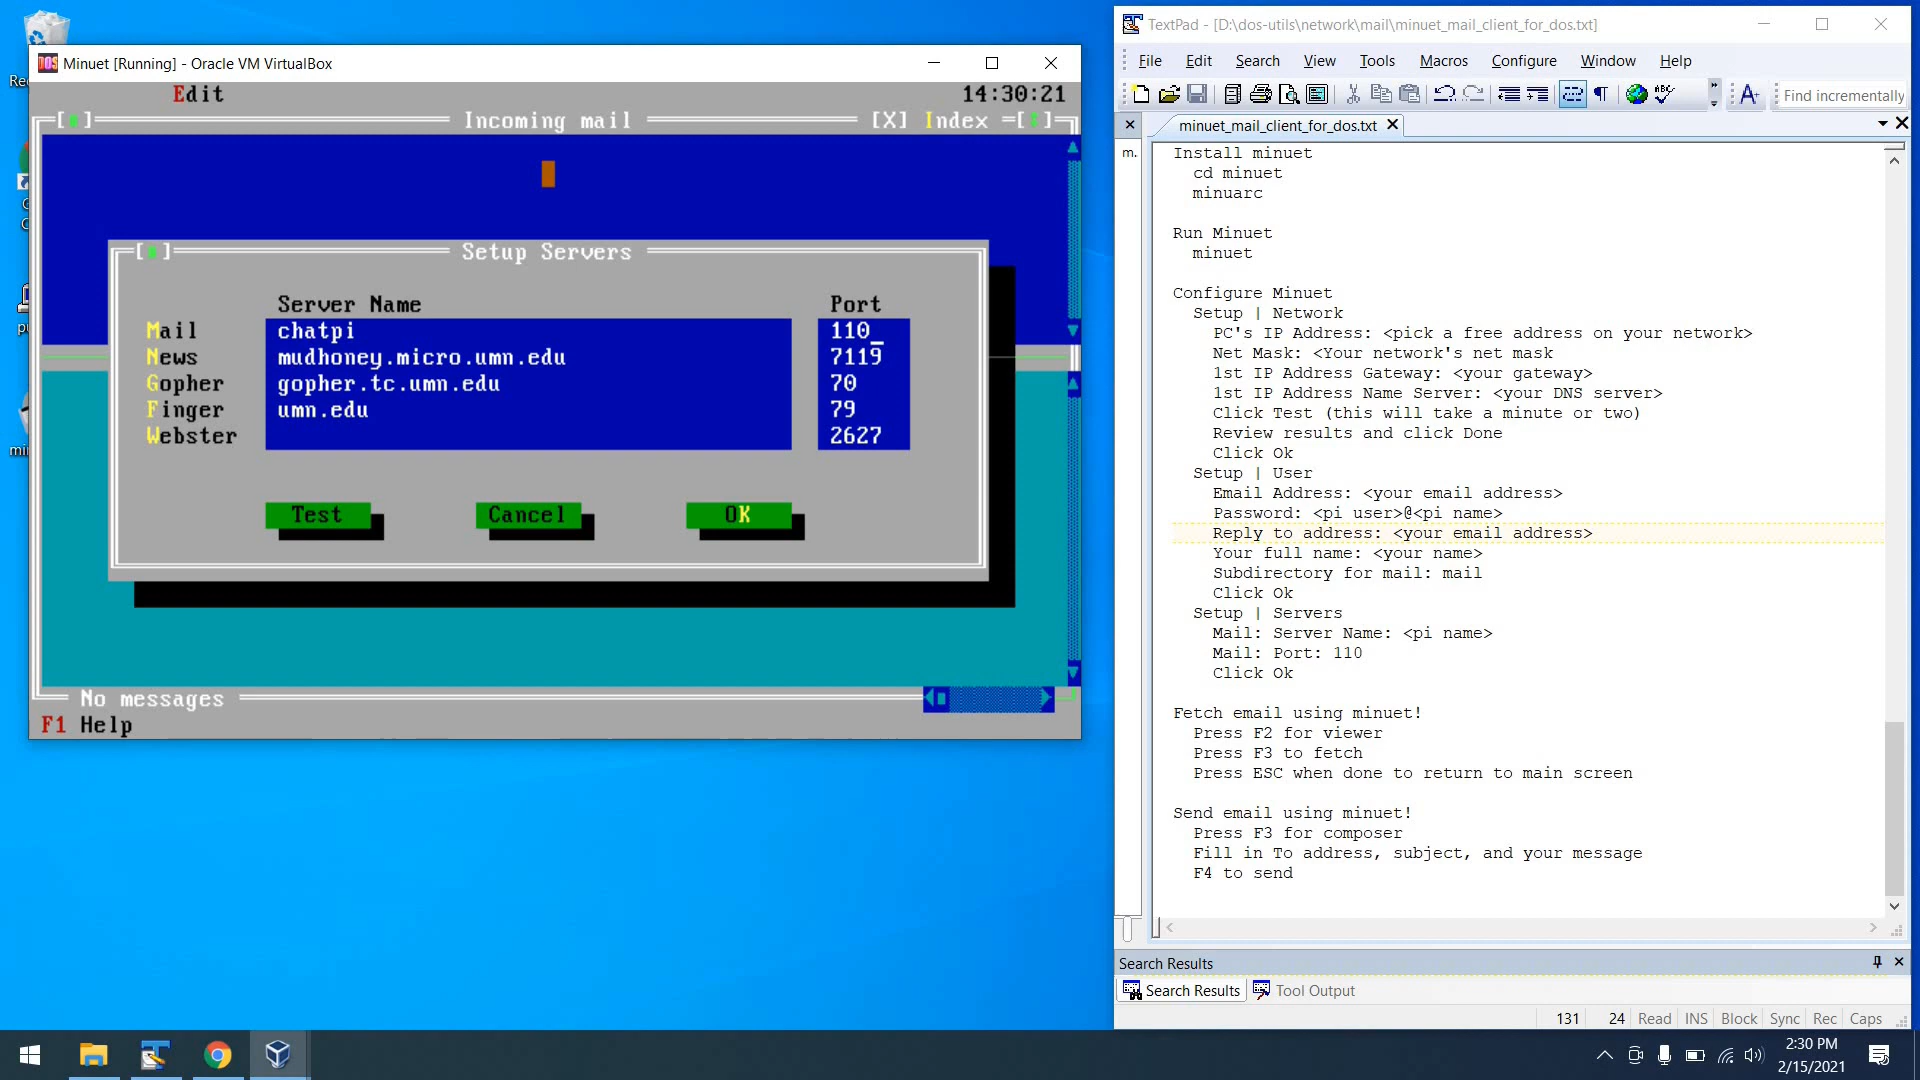 Minuet [Running] - Oracle VM VirtualBox
Edit 14:30:21
Incoming mail [X] Index
Setup Servers
Server Name Port
Mail chatpi 110
News mudhoney.micro.umn.edu 7119
Gopher gopher.tc.umn.edu 70
Finger umn.edu 79
Webster 2627
Test Cancel OK
No messages
F1 Help
TextPad - [D:\dos-utils\network\mail\minuet_mail_client_for_dos.txt]
File Edit Search View Tools Macros Configure Window Help
Find incrementally
minuet_mail_client_for_dos.txt
m.
Install minuet
cd minuet
minuarc
Run Minuet
minuet
Configure Minuet
Setup | Network
PC's IP Address: <pick a free address on your network>
Net Mask: <Your network's net mask
1st IP Address Gateway: <your gateway>
1st IP Address Name Server: <your DNS server>
Click Test (this will take a minute or two)
Review results and click Done
Click Ok
Setup | User
Email Address: <your email address>
Password: <pi user>@<pi name>
Reply to address: <your email address>
Your full name: <your name>
Subdirectory for mail: mail
Click Ok
Setup | Servers
Mail: Server Name: <pi name>
Mail: Port: 110
Click Ok
Fetch email using minuet!
Press F2 for viewer
Press F3 to fetch
Press ESC when done to return to main screen
Send email using minuet!
Press F3 for composer
Fill in To address, subject, and your message
F4 to send
Search Results
Search Results Tool Output
131 24 Read INS Block Sync Rec Caps
2:30 PM
2/15/2021